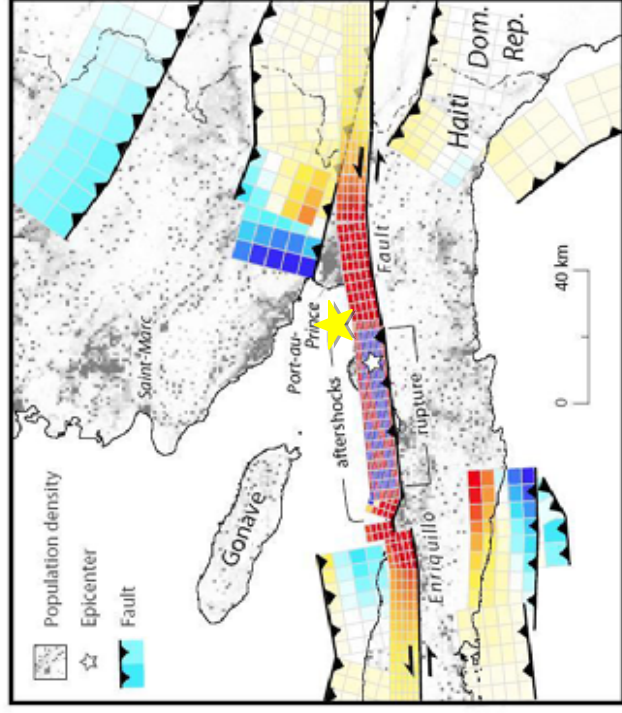 Population density
Epicenter
Fault
Gonâve
Saint-Marc
Port-au-
Prince
aftershocks
rupture
Enriquillo
Fault
Haiti
Dom.
Rep.
0
40 km